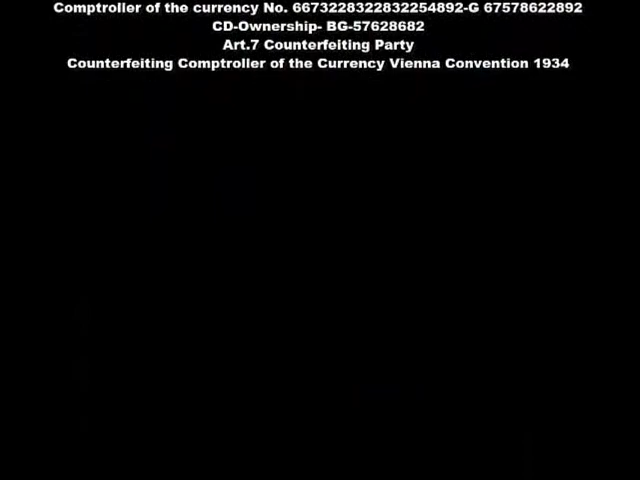 Comptroller of the currency No. 6673228322832254892-G 67578622892
CD-Ownership- BG-57628682
Art.7 Counterfeiting Party
Counterfeiting Comptroller of the Currency Vienna Convention 1934